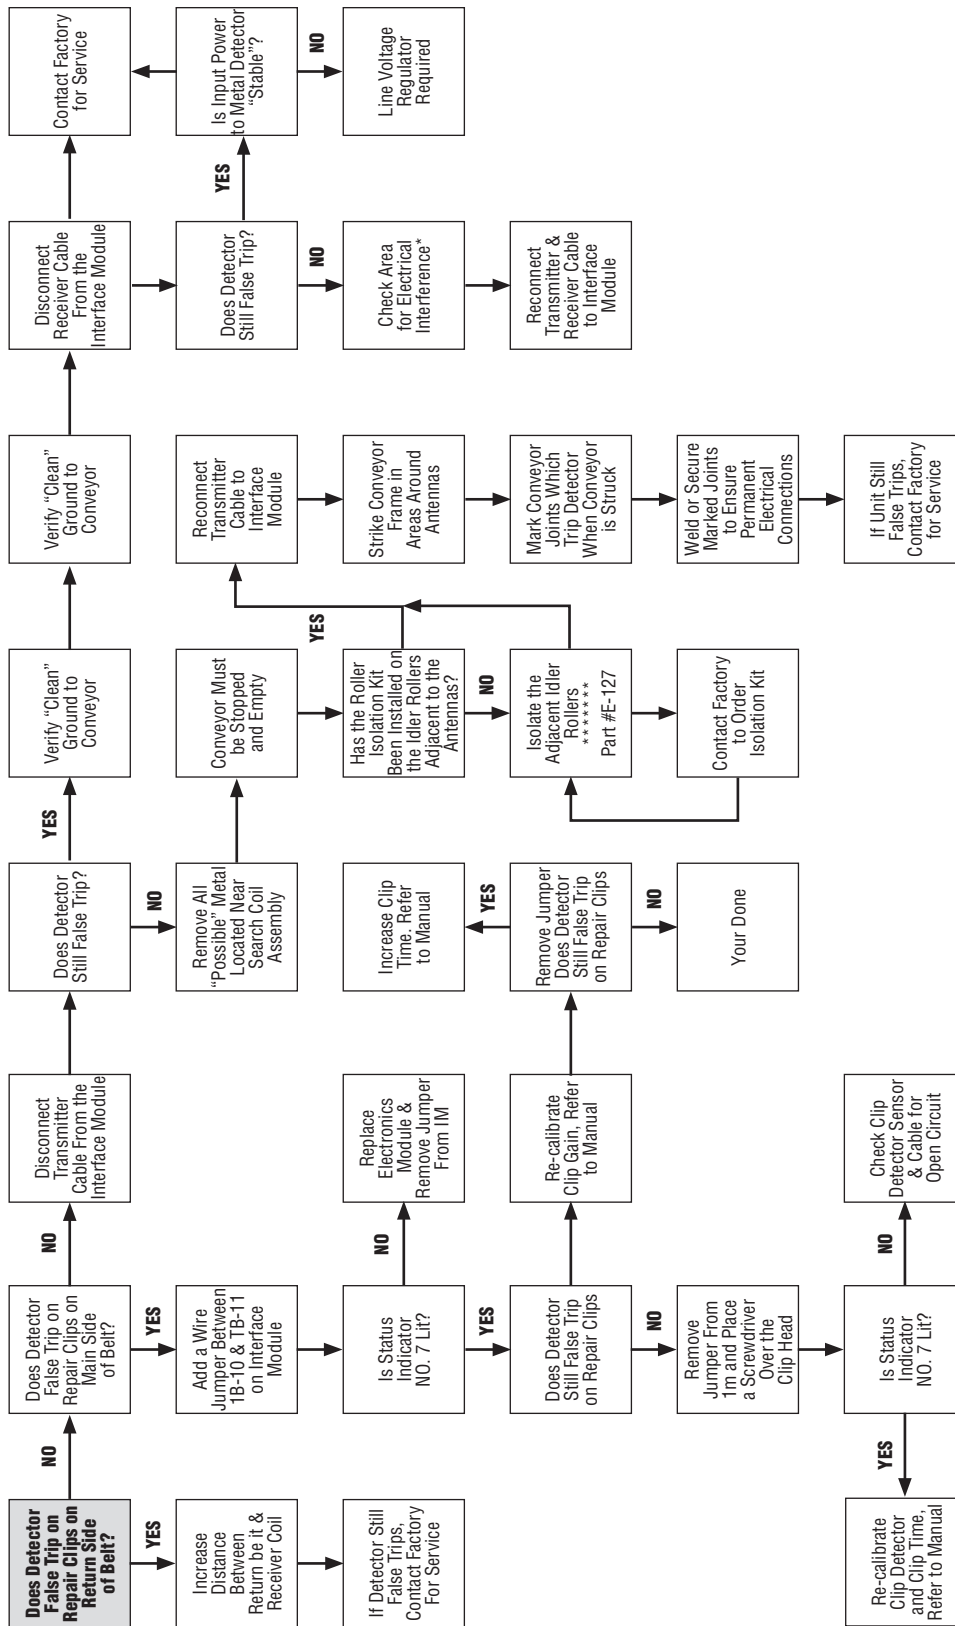 Does Detector
False Trip on
Repair Clips on
Return Side
of Belt?
YES
Increase
Distance
Between
Return be it &
Receiver Coil
If Detector Still
False Trips,
Contact Factory
For Service
NO
Does Detector
False Trip on
Repair Clips on
Main Side
of Belt?
YES
Add a Wire
Jumper Between
1B-10 & TB-11
on Interface
Module
Is Status
Indicator
NO. 7 Lit?
NO
Replace
Electronics
Module &
Remove Jumper
From IM
YES
Does Detector
Still False Trip
on Repair Clips
NO
Remove
Jumper From
1m and Place
a Screwdriver
Over the
Clip Head
Is Status
Indicator
NO. 7 Lit?
YES
Re-calibrate
Clip Detector
and Clip Time,
Refer to Manual
NO
Check Clip
Detector Sensor
& Cable for
Open Circuit
Re-calibrate
Clip Gain, Refer
to Manual
Remove Jumper
Does Detector
Still False Trip
on Repair Clips
YES
Increase Clip
Time. Refer
to Manual
NO
Your Done
NO
Disconnect
Transmitter
Cable From the
Interface Module
Does Detector
Still False Trip?
NO
Remove All
“Possible” Metal
Located Near
Search Coil
Assembly
Conveyor Must
be Stopped
and Empty
Has the Roller
Isolation Kit
Been Installed on
the Idler Rollers
Adjacent to the
Antennas?
NO
Isolate the
Adjacent Idler
Rollers
*******
Part #E-127
Contact Factory
to Order
Isolation Kit
YES
Reconnect
Transmitter
Cable to
Interface
Module
Strike Conveyor
Frame in
Areas Around
Antennas
Mark Conveyor
Joints Which
Trip Detector
When Conveyor
is Struck
Weld or Secure
Marked Joints
to Ensure
Permanent
Electrical
Connections
If Unit Still
False Trips,
Contact Factory
for Service
YES
Verify “Clean”
Ground to
Conveyor
Verify “Clean”
Ground to
Conveyor
Disconnect
Receiver Cable
From the
Interface Module
Does Detector
Still False Trip?
NO
Check Area
for Electrical
Interference*
Reconnect
Transmitter &
Receiver Cable
to Interface
Module
YES
Is Input Power
to Metal Detector
“Stable”?
NO
Line Voltage
Regulator
Required
Contact Factory
for Service